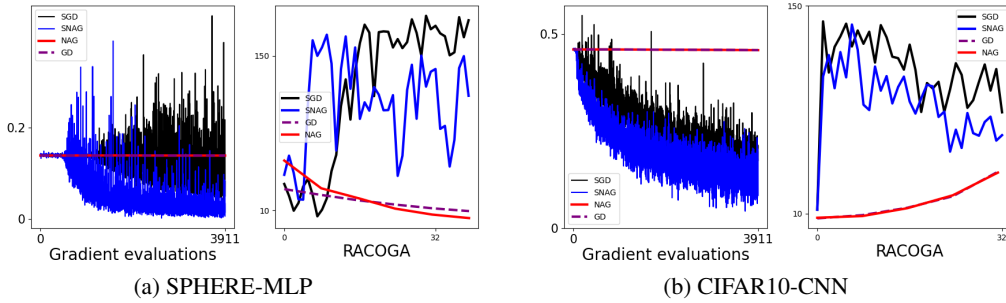 SGD
SNAG
NAG
GD
0.2
0
0
3911
Gradient evaluations
150
10
SGD
SNAG
GD
NAG
0
32
RACOGA
(a) SPHERE-MLP
0.5
0
SGD
SNAG
NAG
GD
0
3911
Gradient evaluations
150
10
SGD
SNAG
GD
NAG
0
32
RACOGA
(b) CIFAR10-CNN